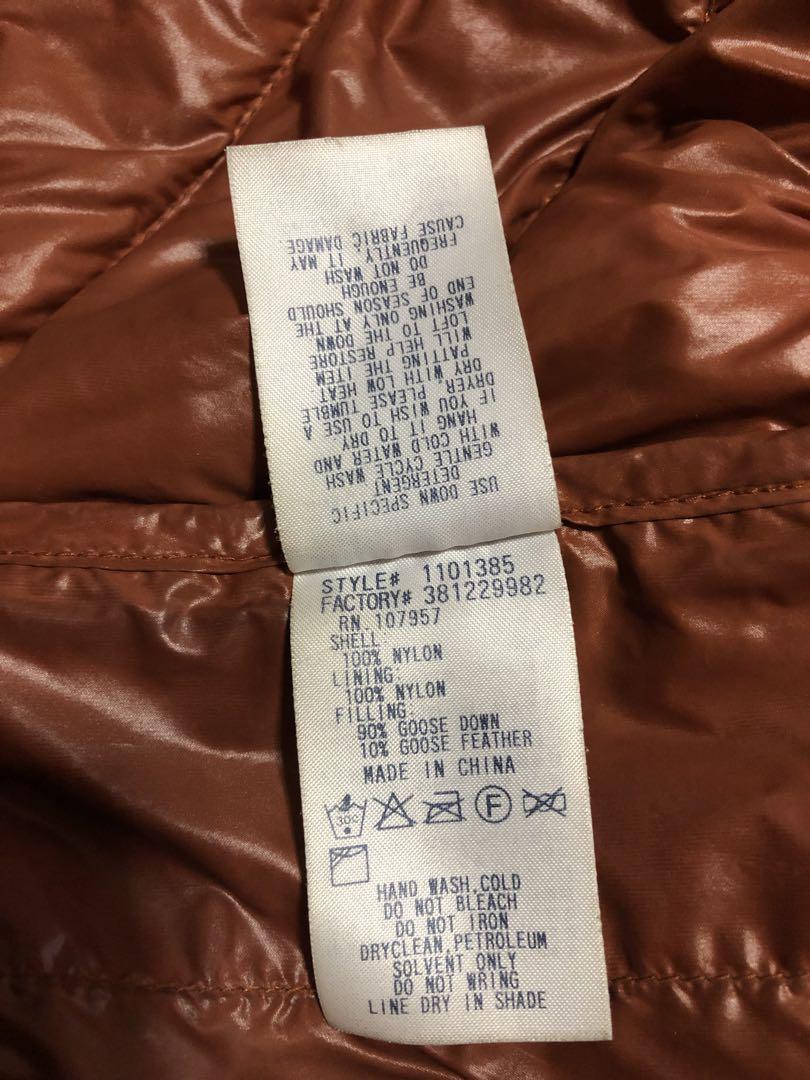 USE DOWN SPECIFIC
DETERGENT
GENTLE CYCLE WASH
WITH COLD WATER AND
HANG IT TO DRY
IF YOU WISH TO USE A
DRYER, PLEASE TUMBLE
DRY WITH LOW HEAT
PATTING THE ITEM
WILL HELP RESTORE
LOFT TO THE DOWN
WASHING ONLY AT THE
END OF SEASON SHOULD
BE ENOUGH
DO NOT WASH
FREQUENTLY IT MAY
CAUSE FABRIC DAMAGE.
STYLE# 1101385
FACTORY# 381229982
RN.107957
SHELL:
100% NYLON
LINING:
100% NYLON
FILLING:
90% GOOSE DOWN
10% GOOSE FEATHER
MADE IN CHINA
30C F
HAND WASH,COLD
DO NOT BLEACH
DO NOT IRON
DRYCLEAN,PETROLEUM
SOLVENT ONLY
DO NOT WRING
LINE DRY IN SHADE